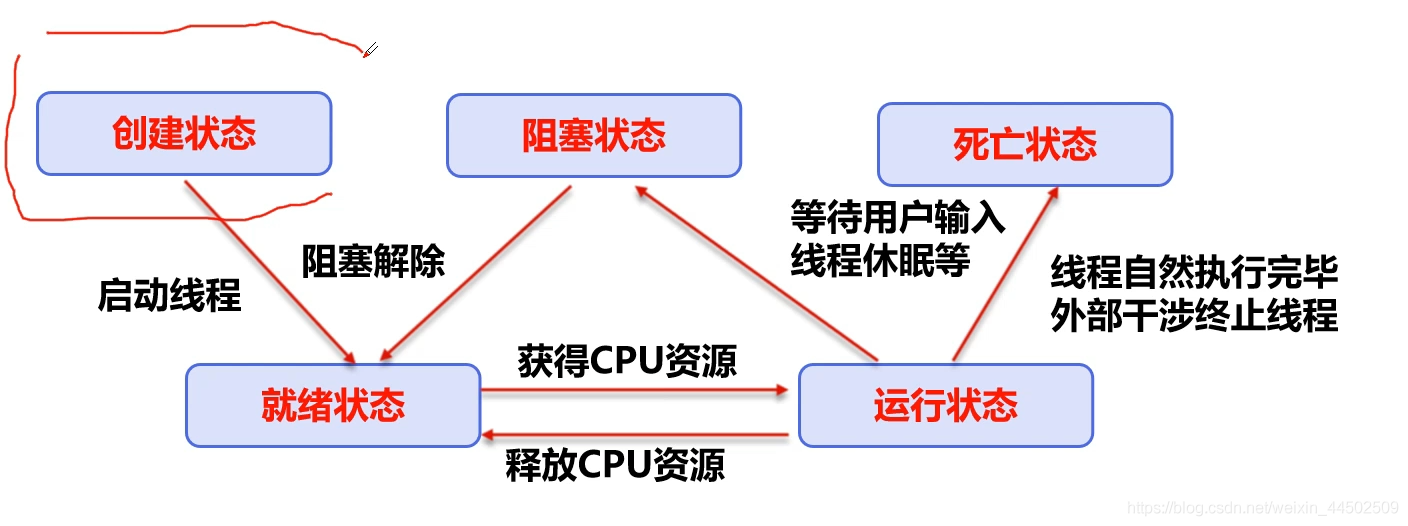 创建状态
阻塞状态
死亡状态
等待用户输入
线程休眠等
阻塞解除
启动线程
线程自然执行完毕
外部干涉终止线程
获得CPU资源
就绪状态
运行状态
释放CPU资源
https://blog.csdn.net/weixin_44502509